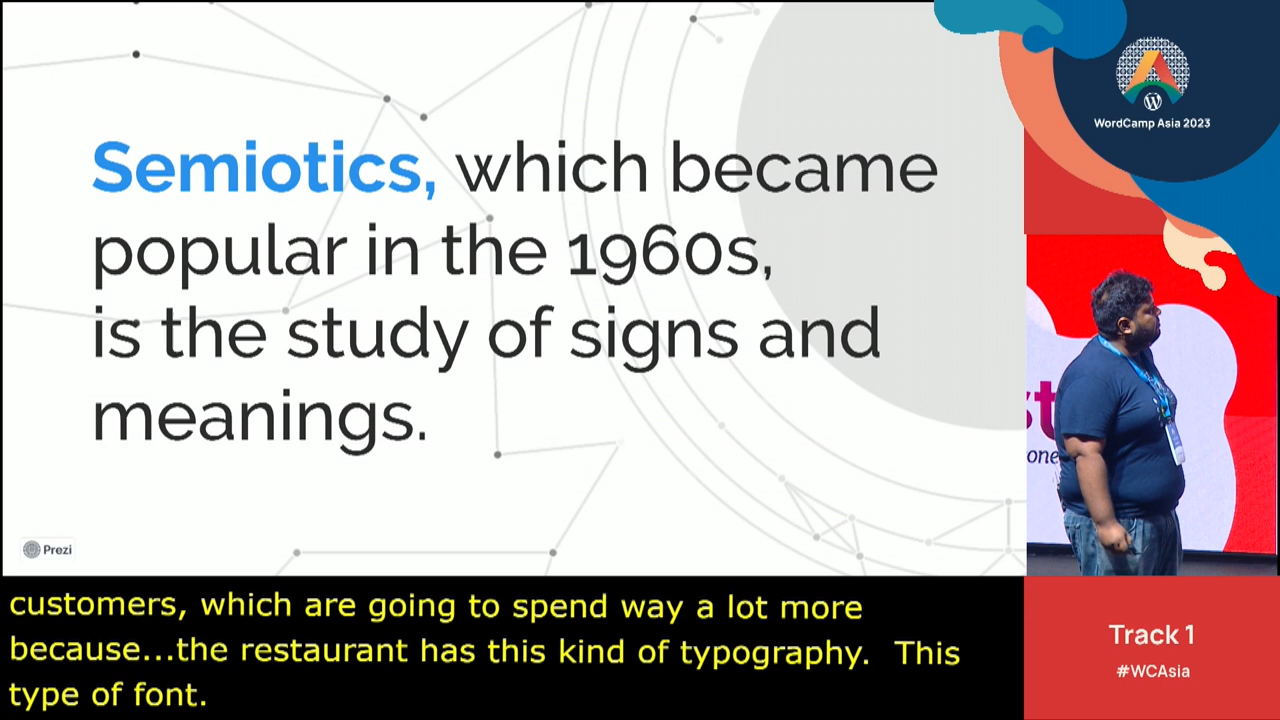 Semiotics, which became
popular in the 1960s,
is the study of signs and
meanings.
Prezi
WordCamp Asia 2023
st
one
customers, which are going to spend way a lot more
because...the restaurant has this kind of typography.  This
type of font.
Track 1
#WCAsia